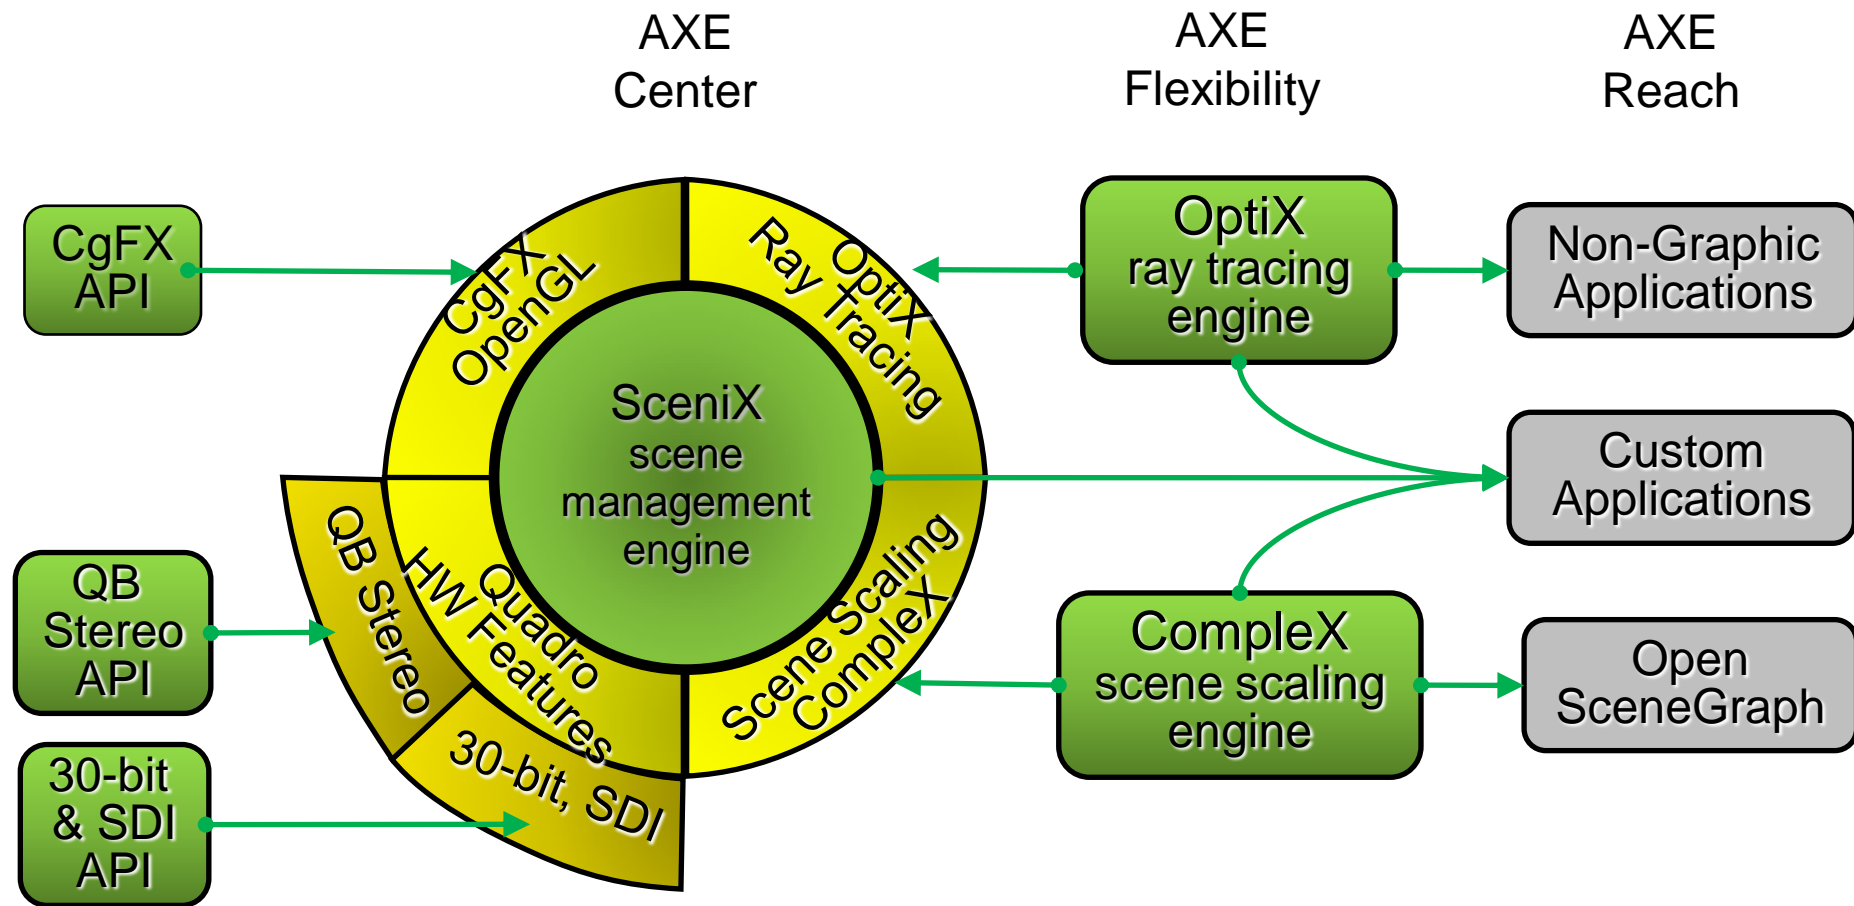 AXE
Center
AXE
Flexibility
AXE
Reach
CgFX
API
CgFX
OpenGL
OptiX
Ray Tracing
OptiX
ray tracing
engine
Non-Graphic
Applications
SceniX
scene
management
engine
Custom
Applications
QB
Stereo
API
QB Stereo
Quadro
HW Features
Scene Scaling
CompleX
CompleX
scene scaling
engine
Open
SceneGraph
30-bit
& SDI
API
30-bit, SDI